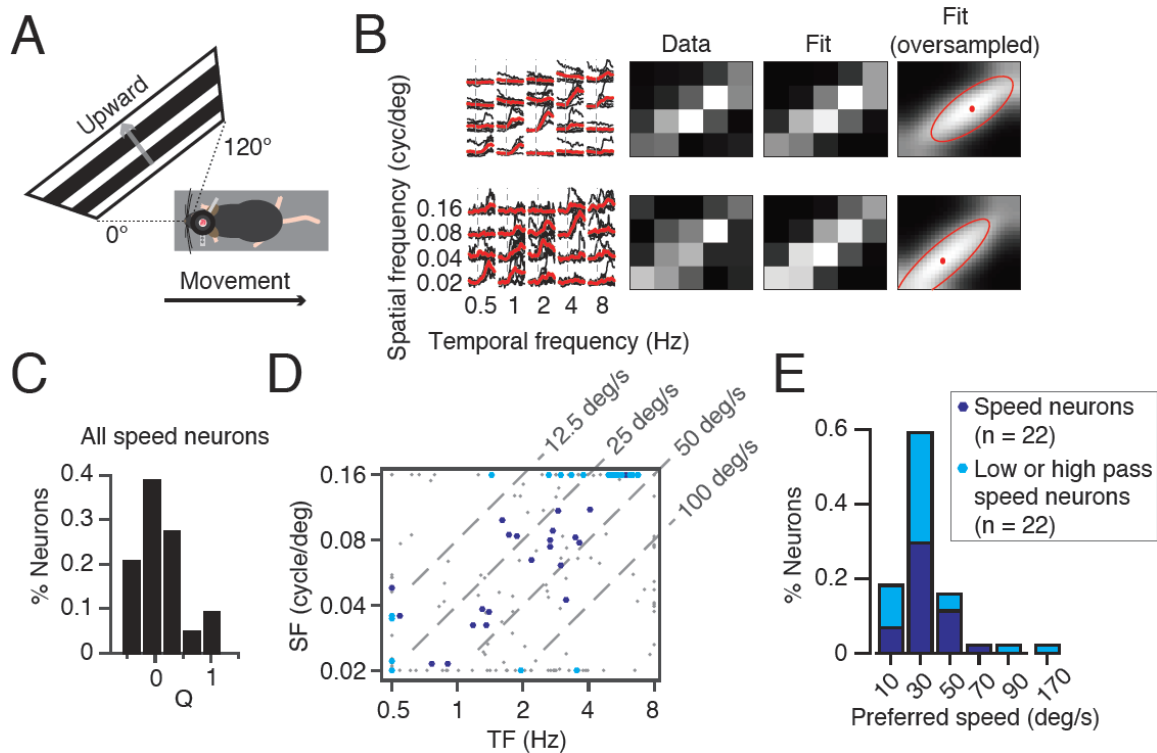 A
Upward
120°
0°
Movement
B
Data
Fit
Fit
(oversampled)
Spatial frequency (cyc/deg)
0.16
0.08
0.04
0.02
0.5
1
2
4
8
Temporal frequency (Hz)
C
All speed neurons
% Neurons
0.4
0.3
0.2
0.1
0
0
1
Q
D
12.5 deg/s
25 deg/s
50 deg/s
100 deg/s
SF (cycle/deg)
0.16
0.08
0.04
0.02
0.5
1
2
4
8
TF (Hz)
E
Speed neurons
(n = 22)
Low or high pass
speed neurons
(n = 22)
% Neurons
0.6
0.4
0.2
0
10
30
50
70
90
170
Preferred speed (deg/s)